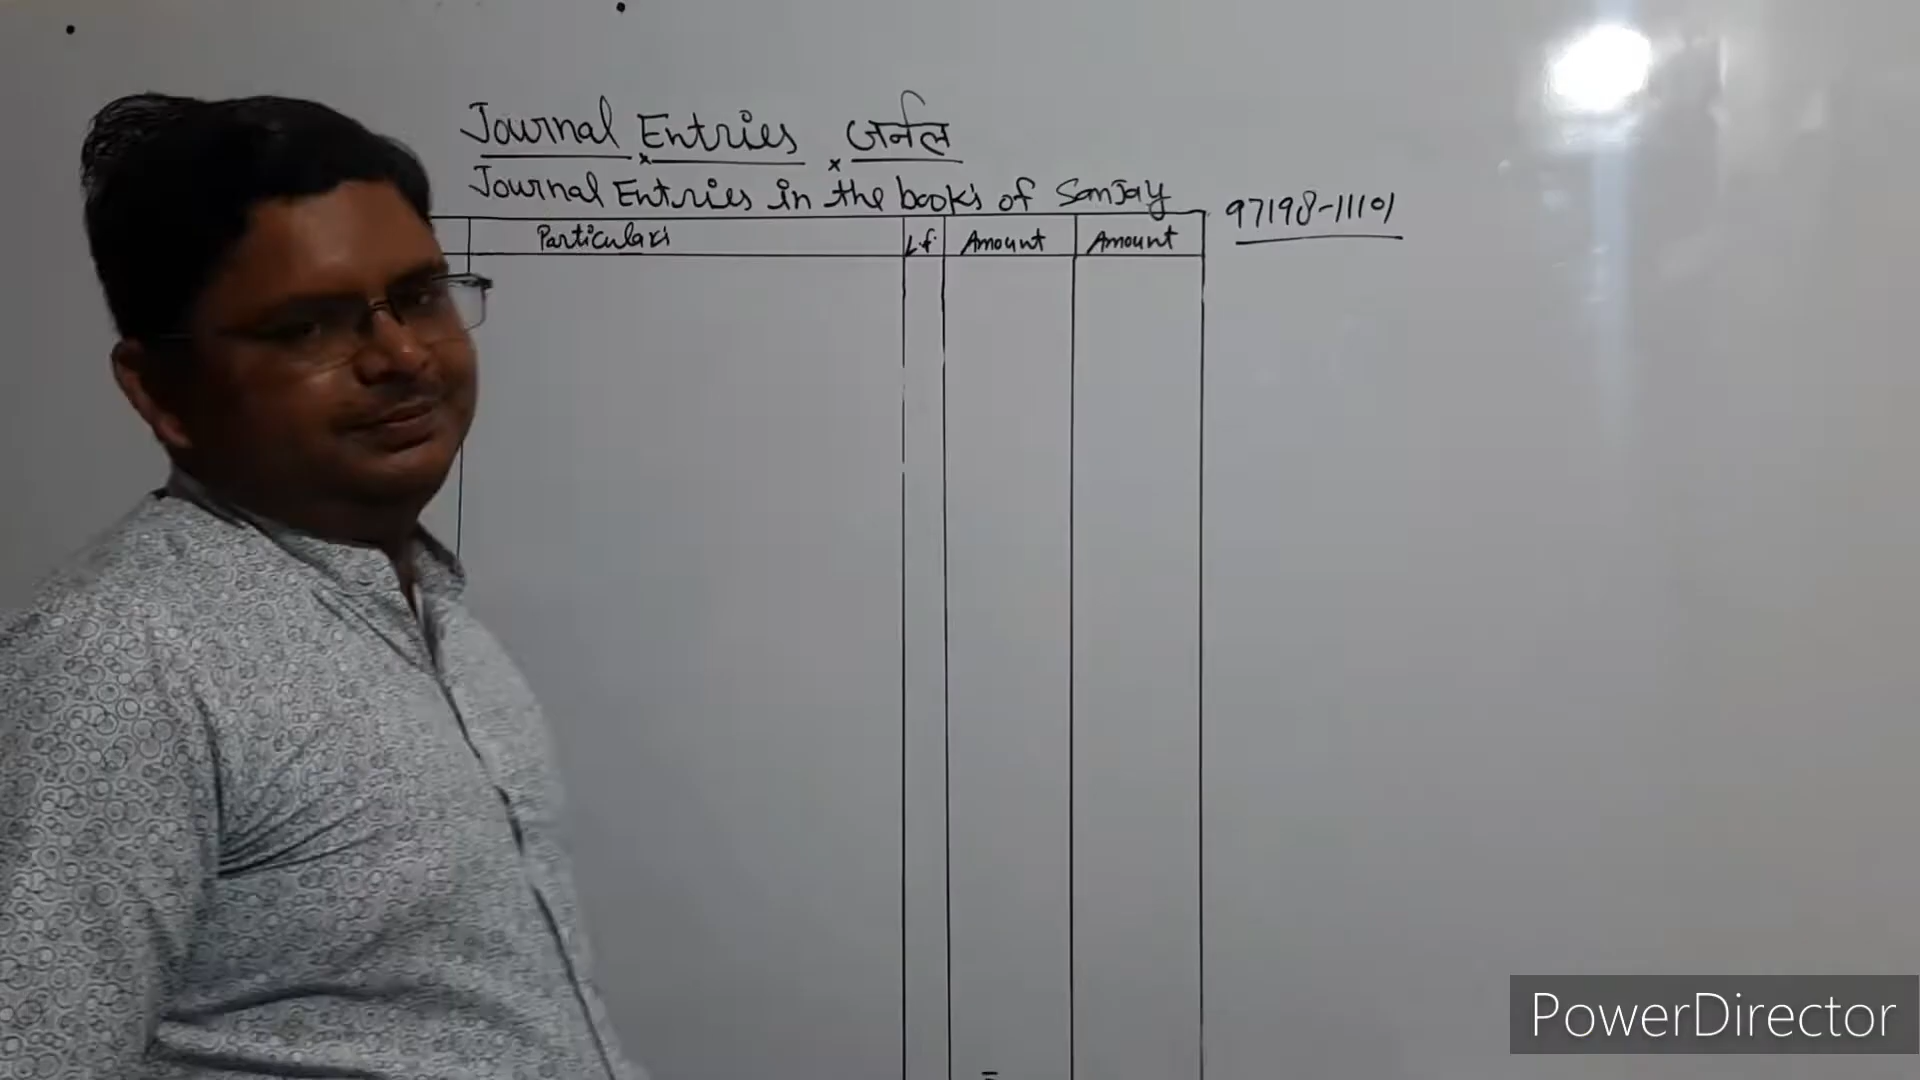 Journal Entries जर्नल
Journal Entries in the books of Sanjay
97198-11101
Particulars L.f Amount Amount
PowerDirector